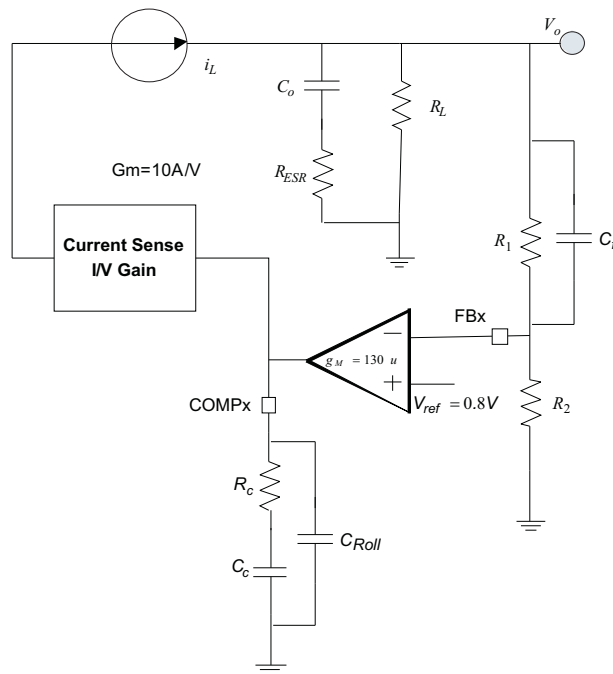 V_o
i_L
C_o
R_L
R_ESR
Gm=10A/V
Current Sense
I/V Gain
R_1
FBx
g_M = 130 u
V_ref = 0.8V
R_2
COMPx
R_c
C_Roll
C_c